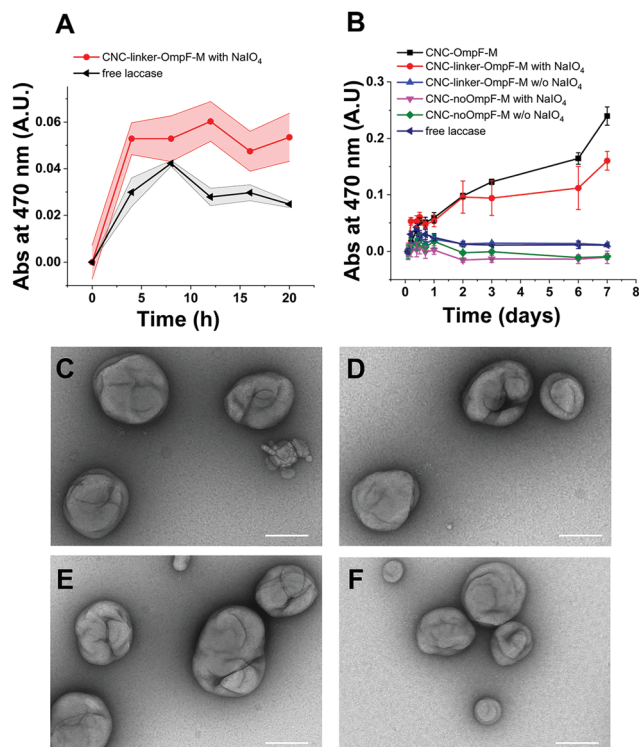 A
CNC-linker-OmpF-M with NaIO₄
free laccase
Abs at 470 nm (A.U.)
0.06
0.04
0.02
0.00
0 5 10 15 20
Time (h)
B
CNC-OmpF-M
CNC-linker-OmpF-M with NaIO₄
CNC-linker-OmpF-M w/o NaIO₄
CNC-noOmpF-M with NaIO₄
CNC-noOmpF-M w/o NaIO₄
free laccase
Abs at 470 nm (A.U)
0.3
0.2
0.1
0.0
0 1 2 3 4 5 6 7 8
Time (days)
C
D
E
F